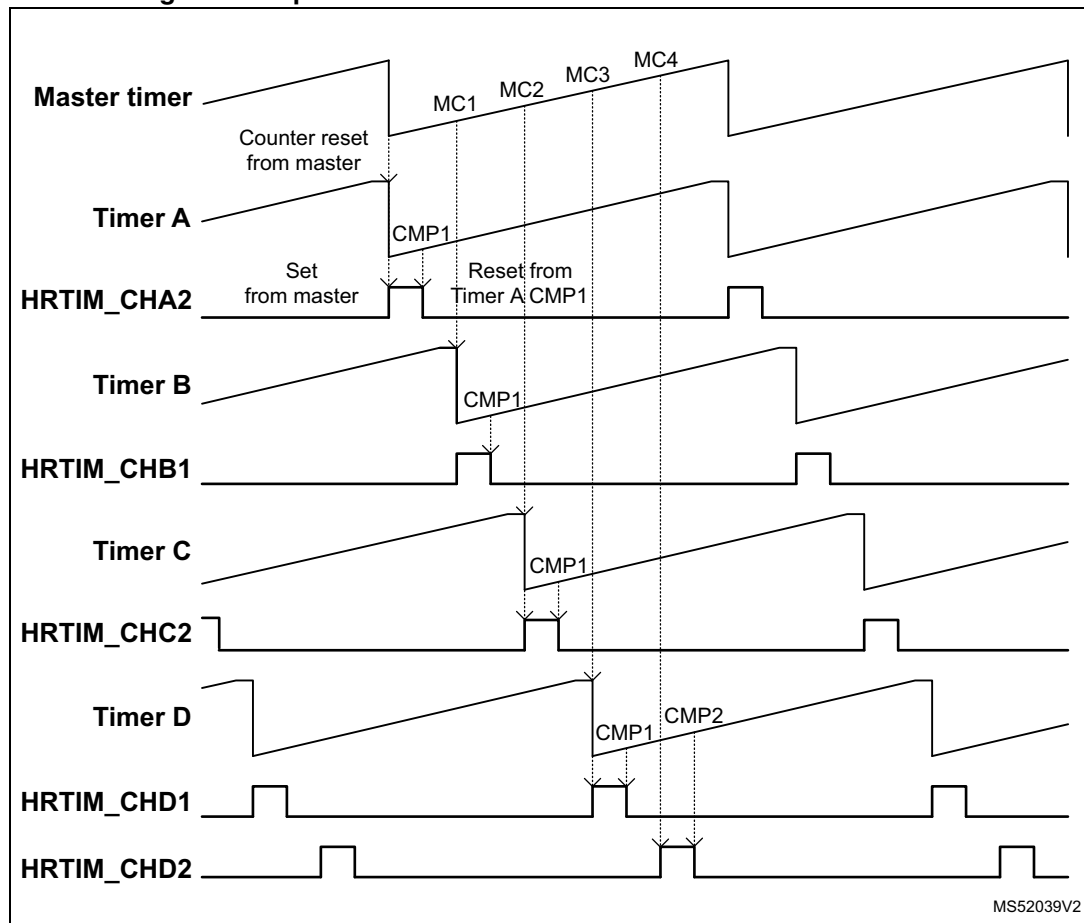 Master timer
MC1
MC2
MC3
MC4
Counter reset
from master
Timer A
CMP1
Set
from master
Reset from
Timer A CMP1
HRTIM_CHA2
Timer B
CMP1
HRTIM_CHB1
Timer C
CMP1
HRTIM_CHC2
Timer D
CMP1
CMP2
HRTIM_CHD1
HRTIM_CHD2
MS52039V2